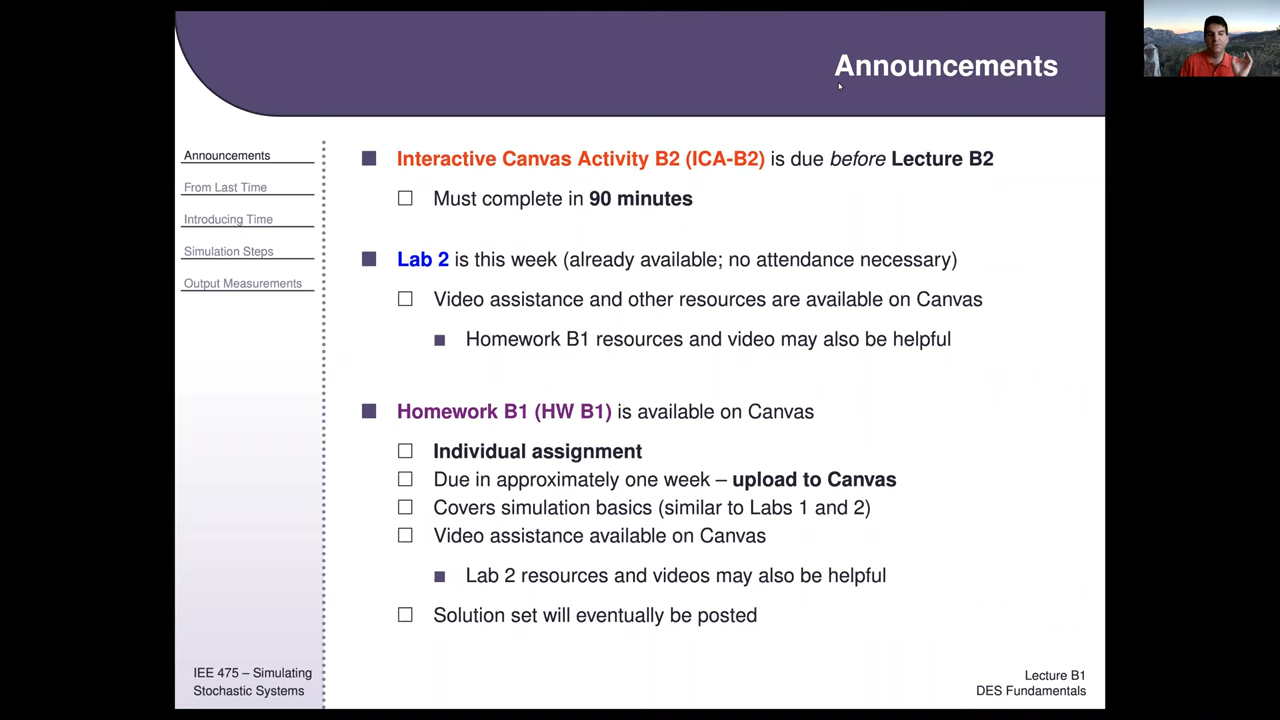 Announcements
Announcements
From Last Time
Introducing Time
Simulation Steps
Output Measurements
Interactive Canvas Activity B2 (ICA-B2) is due before Lecture B2
Must complete in 90 minutes
Lab 2 is this week (already available; no attendance necessary)
Video assistance and other resources are available on Canvas
Homework B1 resources and video may also be helpful
Homework B1 (HW B1) is available on Canvas
Individual assignment
Due in approximately one week – upload to Canvas
Covers simulation basics (similar to Labs 1 and 2)
Video assistance available on Canvas
Lab 2 resources and videos may also be helpful
Solution set will eventually be posted
IEE 475 – Simulating
Stochastic Systems
Lecture B1
DES Fundamentals